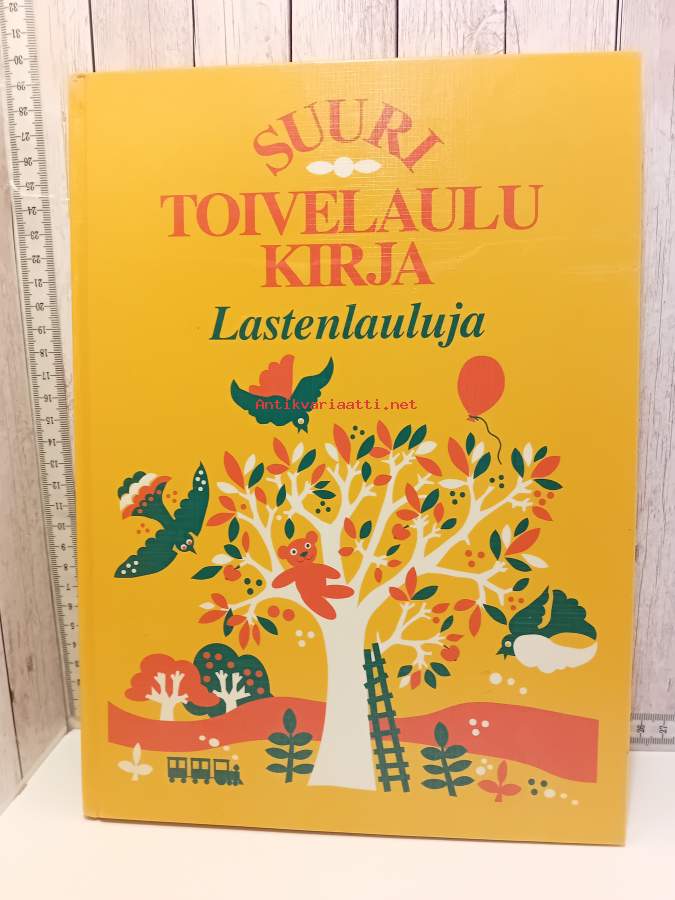 SUURI
TOIVELAULU
KIRJA
Lastenlauluja
Antikvariaatti.net